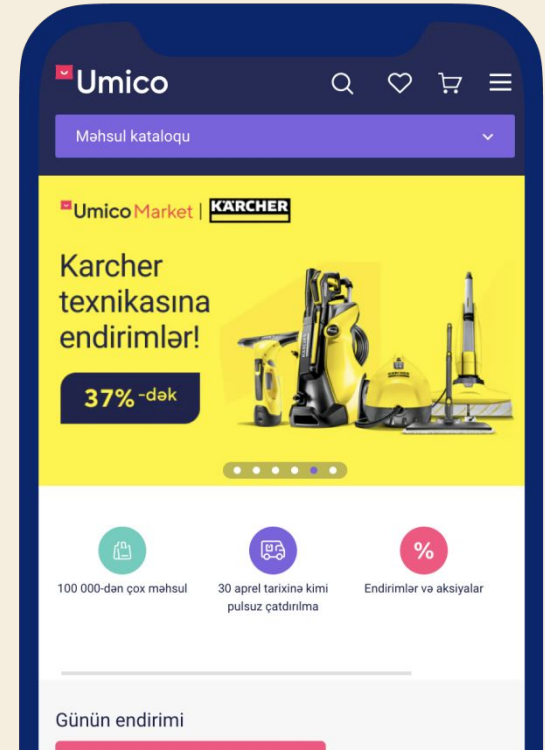 Umico
Məhsul kataloqu
Umico Market | KÄRCHER
Karcher
texnikasına
endirimlər!
37%-dək
100 000-dən çox məhsul
30 aprel tarixinə kimi
pulsuz çatdırılma
%
Endirimlər və aksiyalar
Günün endirimi